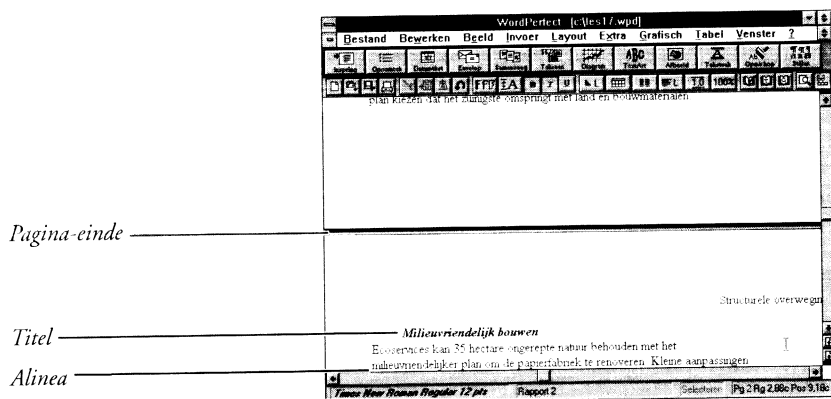 WordPerfect [c:\les17.wpd]
Bestand Bewerken Beeld Invoer Layout Extra Grafisch Tabel Venster ?
plan kiezen dat het zuinigste omspringt met land en bouwmaterialen
Pagina-einde
Structurele overwegin
Titel
Milieuvriendelijk bouwen
Ecoservices kan 35 hectare ongerepte natuur behouden met het
milieuvriendelijker plan om de papierfabriek te renoveren. Kleine aanpassingen
Alinea
Times New Roman Regular 12 pts Rapport 2 Selecteren Pg 2 Rg 2,88c Pos 9,18c